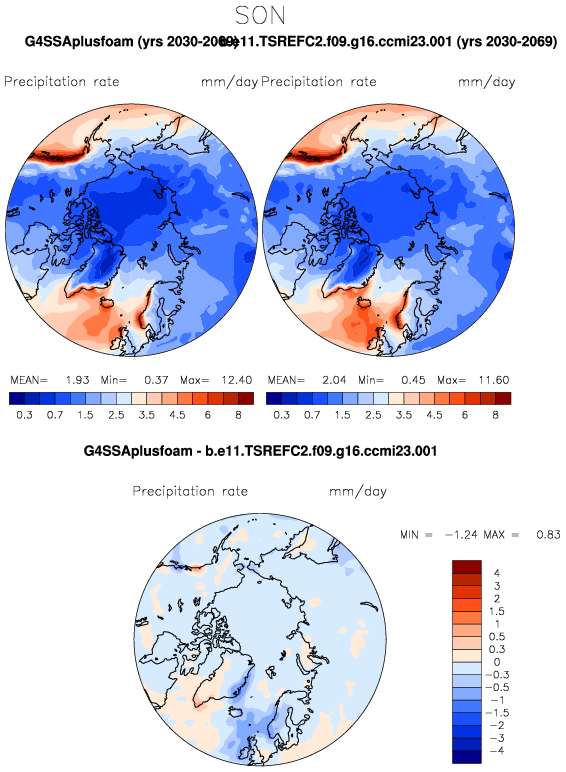 SON
G4SSAplusfoam (yrs 2030-2069) b.e11.TSREFC2.f09.g16.ccmi23.001 (yrs 2030-2069)
Precipitation rate mm/day Precipitation rate mm/day
MEAN= 1.93 Min= 0.37 Max= 12.40 MEAN= 2.04 Min= 0.45 Max= 11.60
0.3 0.7 1.5 2.5 3.5 4.5 6 8 0.3 0.7 1.5 2.5 3.5 4.5 6 8
G4SSAplusfoam - b.e11.TSREFC2.f09.g16.ccmi23.001
Precipitation rate mm/day
MIN = -1.24 MAX = 0.83
4
3
2
1.5
1
0.5
0.3
0
-0.3
-0.5
-1
-1.5
-2
-3
-4